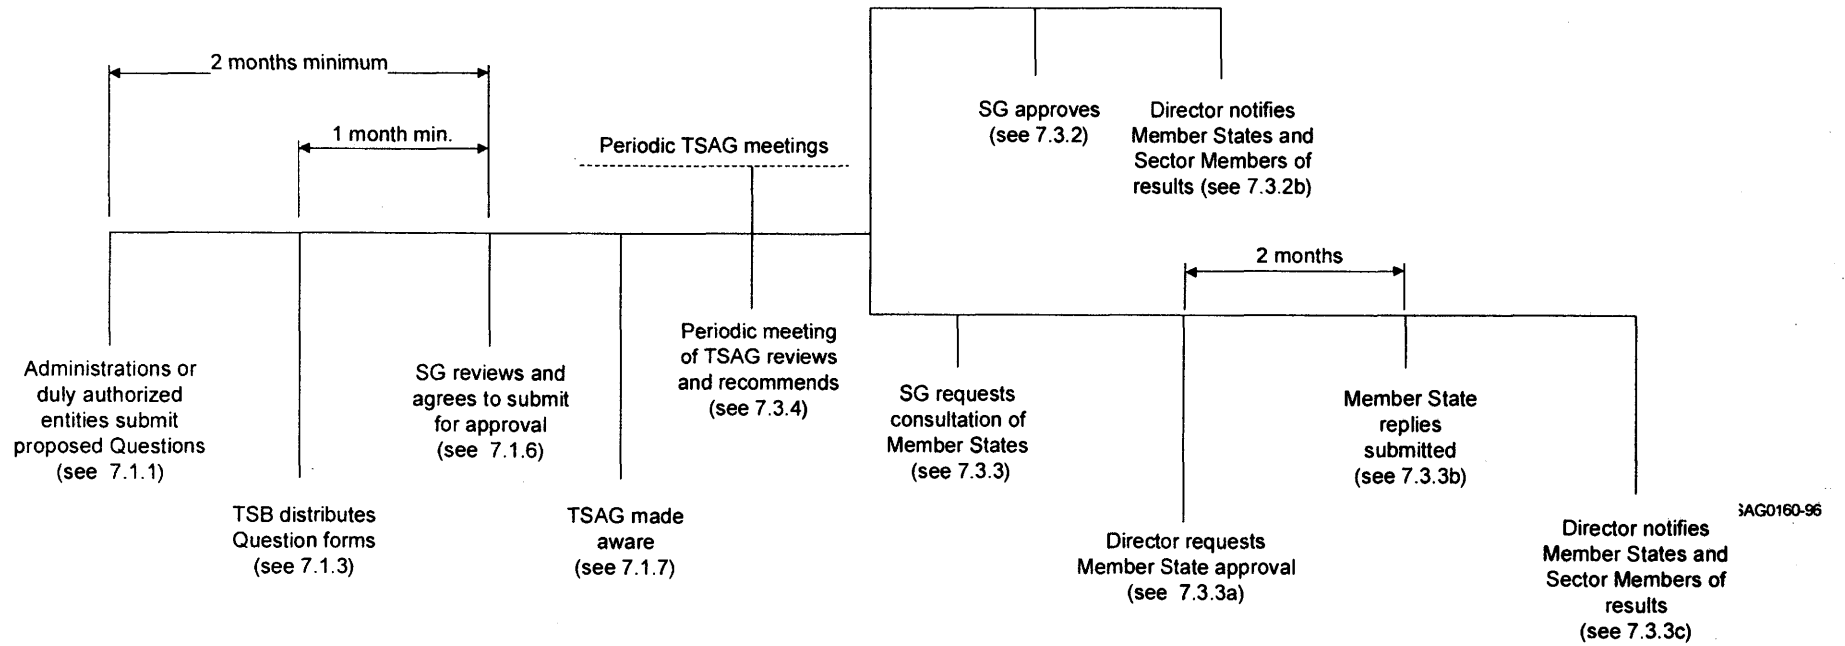 2 months minimum
1 month min.
Periodic TSAG meetings
SG approves
(see 7.3.2)
Director notifies
Member States and
Sector Members of
results (see 7.3.2b)
2 months
Administrations or
duly authorized
entities submit
proposed Questions
(see 7.1.1)
TSB distributes
Question forms
(see 7.1.3)
SG reviews and
agrees to submit
for approval
(see 7.1.6)
TSAG made
aware
(see 7.1.7)
Periodic meeting
of TSAG reviews
and recommends
(see 7.3.4)
SG requests
consultation of
Member States
(see 7.3.3)
Director requests
Member State approval
(see 7.3.3a)
Member State
replies
submitted
(see 7.3.3b)
Director notifies
Member States and
Sector Members of
results
(see 7.3.3c)
SAG0160-96